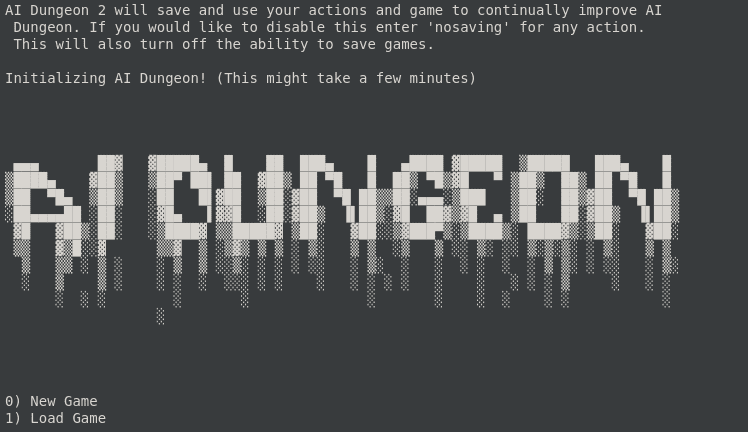 AI Dungeon 2 will save and use your actions and game to continually improve AI
Dungeon. If you would like to disable this enter 'nosaving' for any action.
This will also turn off the ability to save games.
Initializing AI Dungeon! (This might take a few minutes)
AI DUNGEON
0) New Game
1) Load Game